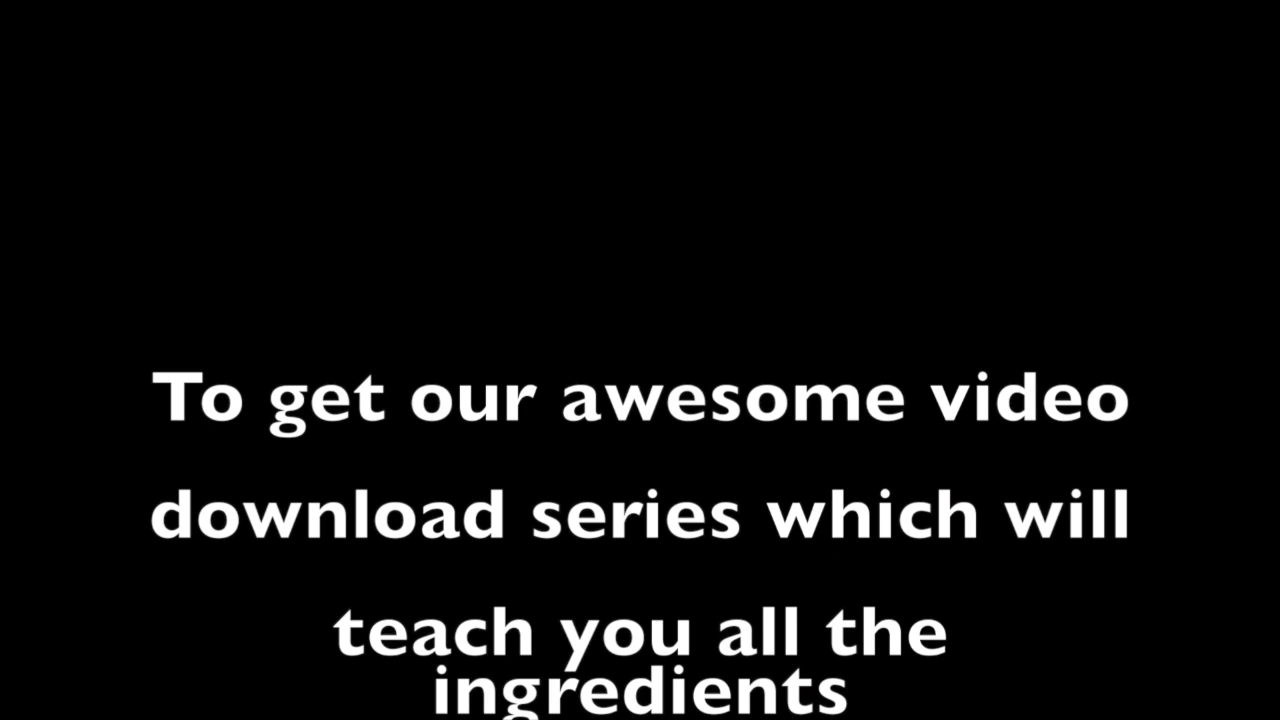 To get our awesome video
download series which will
teach you all the
ingredients